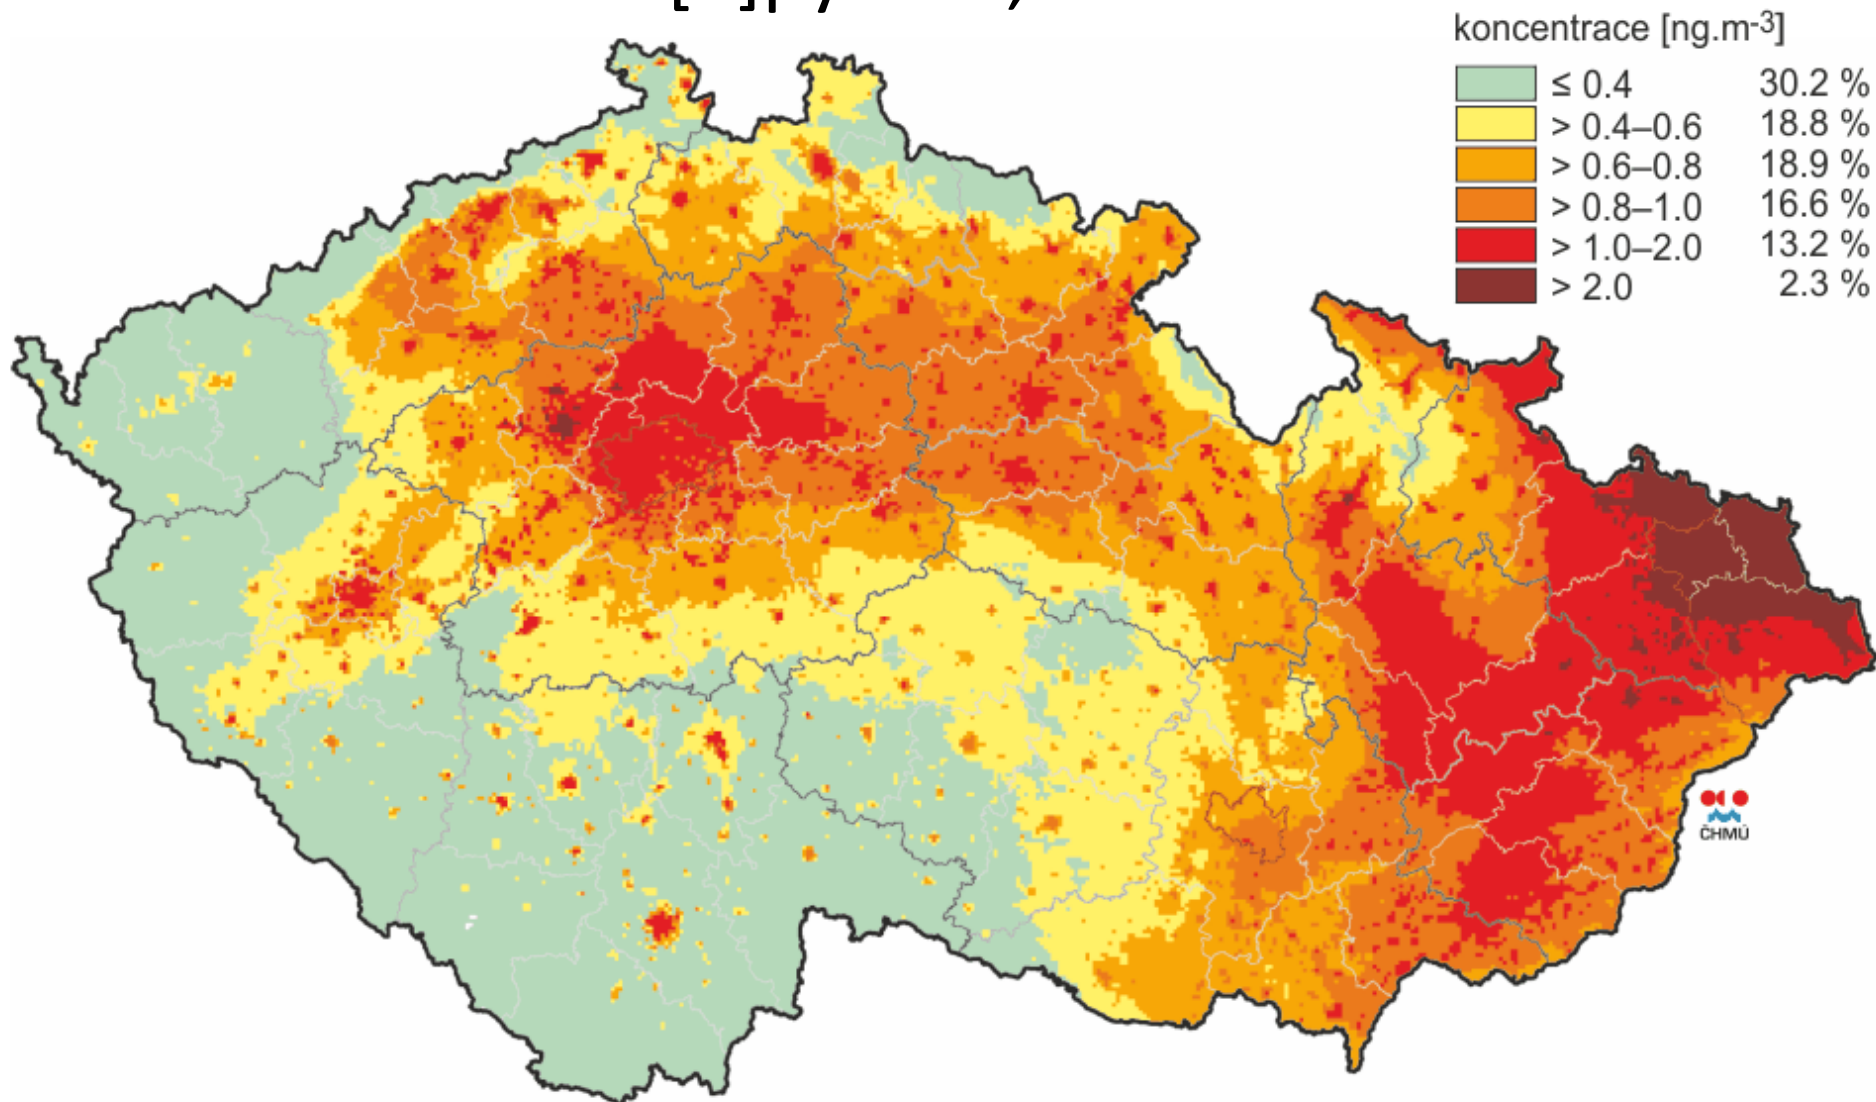 koncentrace [ng.m-3]
≤ 0.4 30.2 %
> 0.4–0.6 18.8 %
> 0.6–0.8 18.9 %
> 0.8–1.0 16.6 %
> 1.0–2.0 13.2 %
> 2.0 2.3 %
ČHMÚ